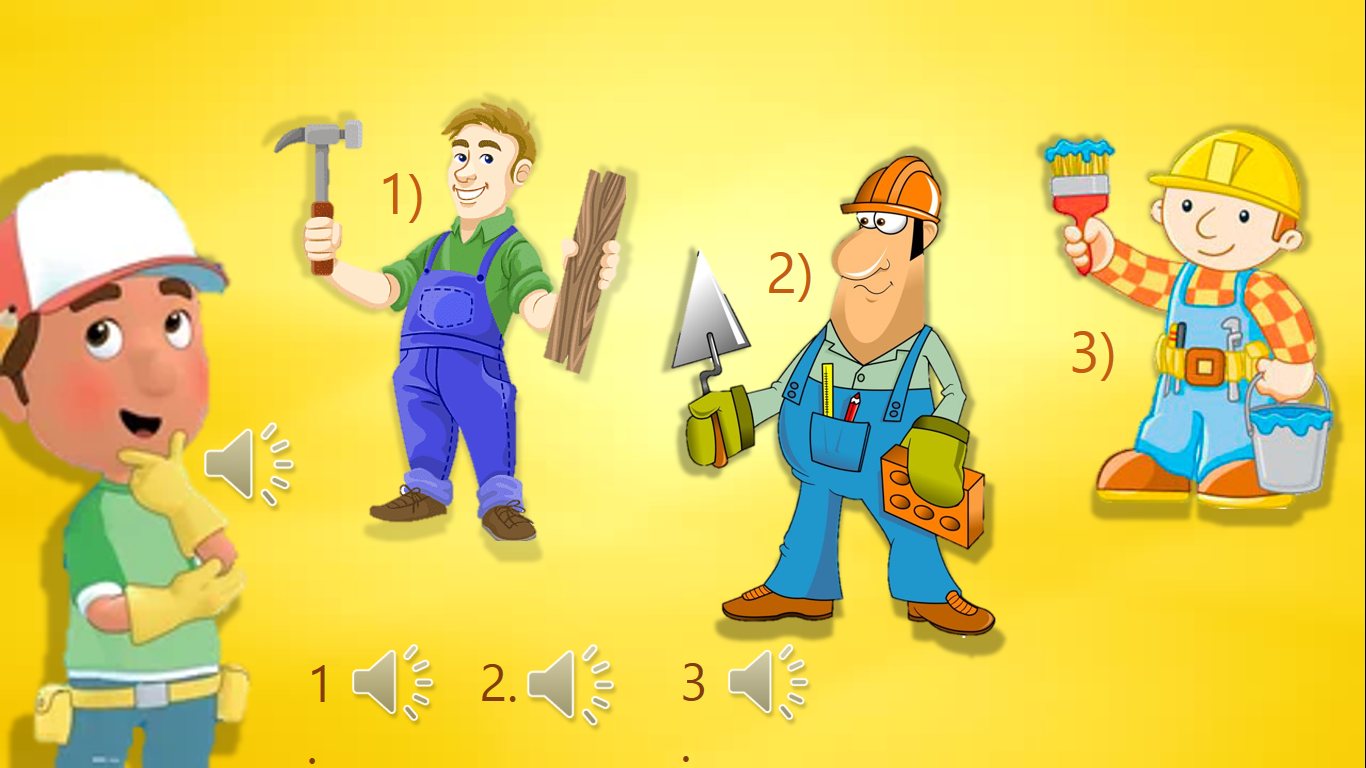 1)
2)
3)
1 2. 3
. .